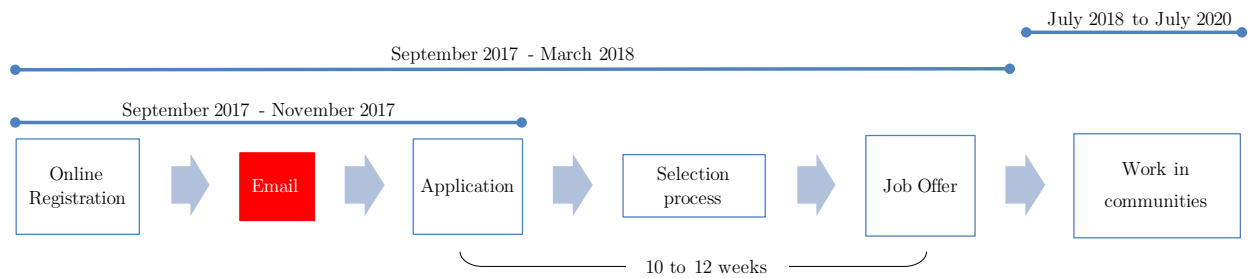 July 2018 to July 2020
September 2017 - March 2018
September 2017 - November 2017
Online
Registration
Email
Application
Selection
process
Job Offer
Work in
communities
10 to 12 weeks